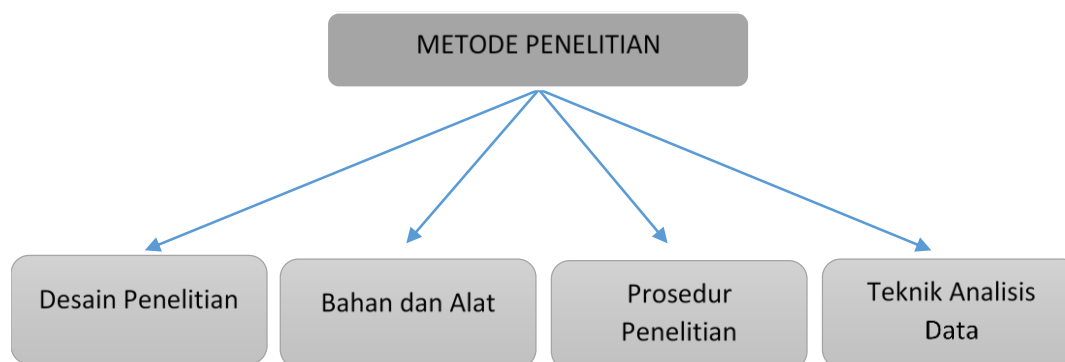 METODE PENELITIAN
Desain Penelitian
Bahan dan Alat
Prosedur
Penelitian
Teknik Analisis
Data